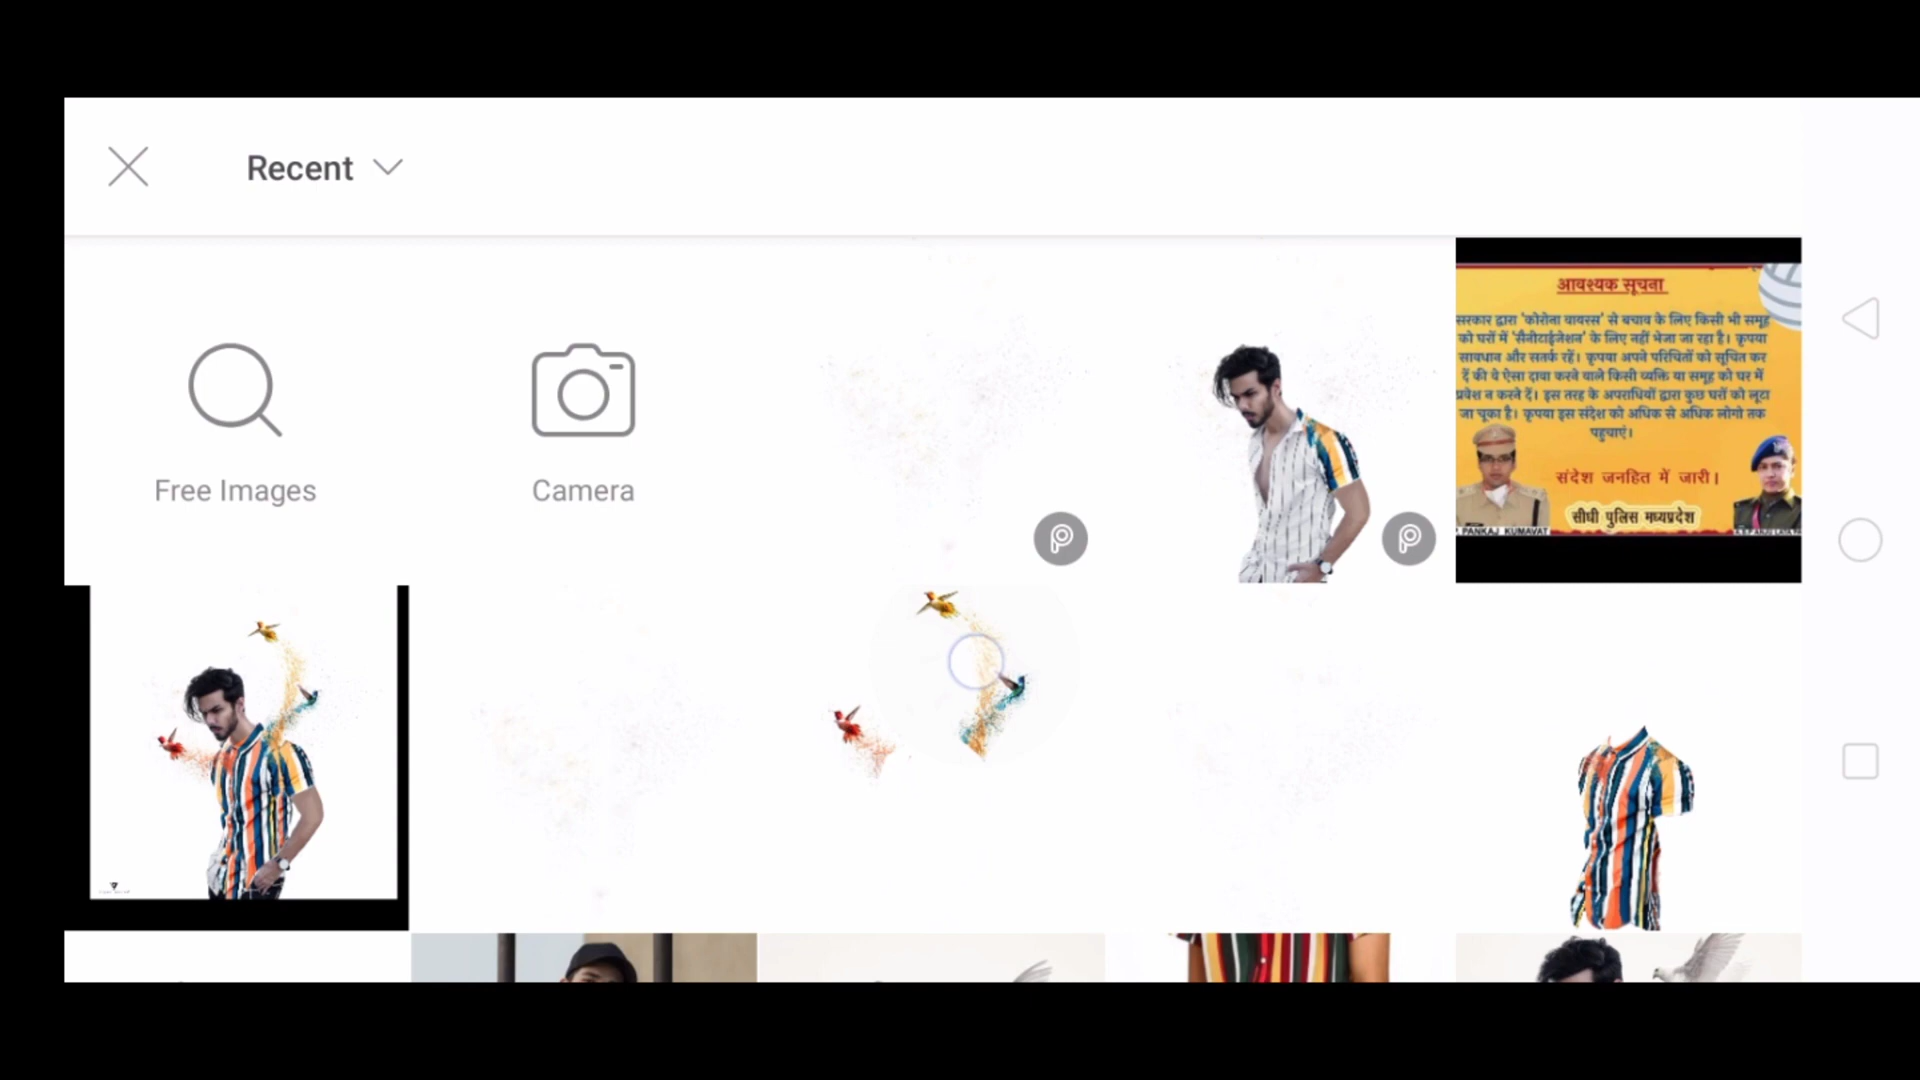 Recent
Free Images
Camera
आवश्यक सूचना
सरकार द्वारा 'कोरोना वायरस' से बचाव के लिए किसी भी समूह
को घरों में 'सैनीटाईजेशन' के लिए नहीं भेजा जा रहा है। कृपया
सावधान और सतर्क रहें। कृपया अपने परिचितों को सूचित कर
दें की वे ऐसा दावा करने वाले किसी व्यक्ति या समूह को घर में
प्रवेश न करने दें। इस तरह के अपराधियों द्वारा कुछ घरों को लूटा
जा चूका है। कृपया इस संदेश को अधिक से अधिक लोगो तक
पहुचाएं।
संदेश जनहित में जारी।
सीधी पुलिस मध्यप्रदेश
PANKAJ KUMAVAT